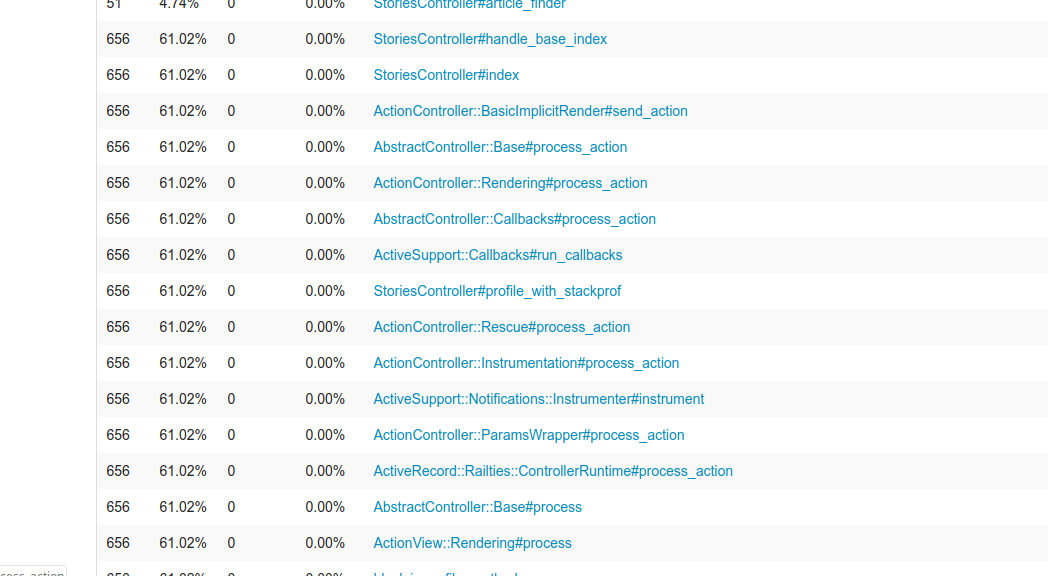 51 4.74% 0 0.00% StoriesController#article_finder
656 61.02% 0 0.00% StoriesController#handle_base_index
656 61.02% 0 0.00% StoriesController#index
656 61.02% 0 0.00% ActionController::BasicImplicitRender#send_action
656 61.02% 0 0.00% AbstractController::Base#process_action
656 61.02% 0 0.00% ActionController::Rendering#process_action
656 61.02% 0 0.00% AbstractController::Callbacks#process_action
656 61.02% 0 0.00% ActiveSupport::Callbacks#run_callbacks
656 61.02% 0 0.00% StoriesController#profile_with_stackprof
656 61.02% 0 0.00% ActionController::Rescue#process_action
656 61.02% 0 0.00% ActionController::Instrumentation#process_action
656 61.02% 0 0.00% ActiveSupport::Notifications::Instrumenter#instrument
656 61.02% 0 0.00% ActionController::ParamsWrapper#process_action
656 61.02% 0 0.00% ActiveRecord::Railties::ControllerRuntime#process_action
656 61.02% 0 0.00% AbstractController::Base#process
656 61.02% 0 0.00% ActionView::Rendering#process